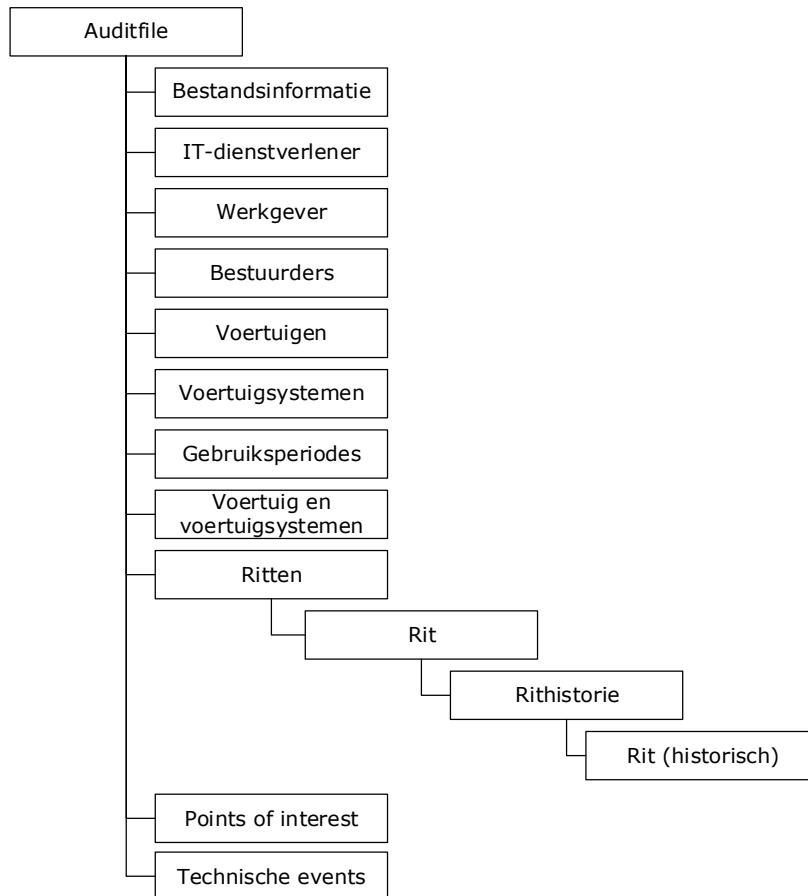 Auditfile
Bestandsinformatie
IT-dienstverlener
Werkgever
Bestuurders
Voertuigen
Voertuigsystemen
Gebruiksperiodes
Voertuig en
voertuigsystemen
Ritten
Rit
Rithistorie
Rit (historisch)
Points of interest
Technische events